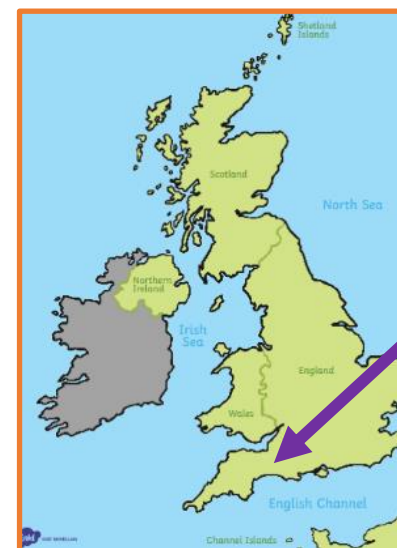 Shetland
Islands
Scotland
North Sea
Northern
Ireland
Irish
Sea
England
Wales
English Channel
Channel Islands